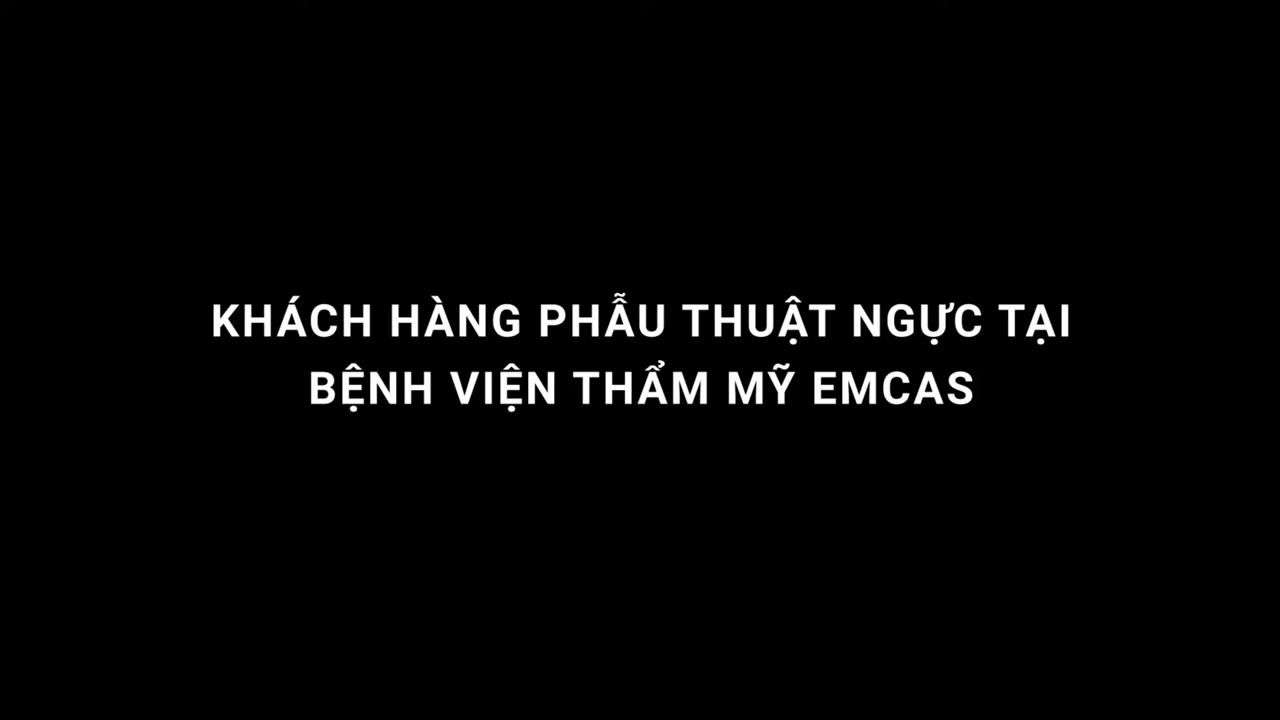 KHÁCH HÀNG PHẪU THUẬT NGỰC TẠI
BỆNH VIỆN THẨM MỸ EMCAS